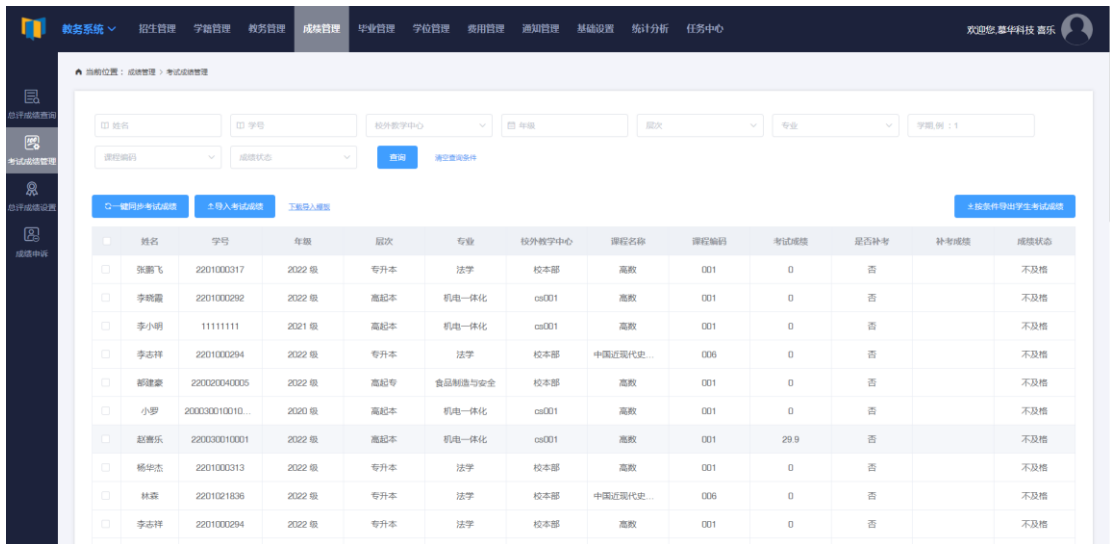 教务系统 招生管理 学籍管理 教务管理 成绩管理 毕业管理 学位管理 费用管理 通知管理 基础设置 统计分析 任务中心 欢迎您,慕华科技 喜乐
当前位置： 成绩管理 > 考试成绩管理
总评成绩查询
考试成绩管理
总评成绩设置
成绩申诉
姓名 学号 校外教学中心 年级 层次 专业 学期,例：1
课程编码 成绩状态 查询 清空查询条件
一键同步考试成绩 导入考试成绩 下载导入模板 按条件导出学生考试成绩
姓名 学号 年级 层次 专业 校外教学中心 课程名称 课程编码 考试成绩 是否补考 补考成绩 成绩状态
张鹏飞 2201000317 2022 级 专升本 法学 校本部 高数 001 0 否 不及格
李晓霞 2201000292 2022 级 高起本 机电一体化 cs001 高数 001 0 否 不及格
李小明 11111111 2021 级 高起本 机电一体化 cs001 高数 001 0 否 不及格
李志祥 2201000294 2022 级 专升本 法学 校本部 中国近现代史... 006 0 否 不及格
郝建豪 220020040005 2022 级 高起专 食品制造与安全 校本部 高数 001 0 否 不及格
小罗 200030010010... 2020 级 高起本 机电一体化 cs001 高数 001 0 否 不及格
赵喜乐 220030010001 2022 级 高起本 机电一体化 cs001 高数 001 29.9 否 不及格
杨华杰 2201000313 2022 级 专升本 法学 校本部 高数 001 0 否 不及格
林森 2201021836 2022 级 专升本 法学 校本部 中国近现代史... 006 0 否 不及格
李志祥 2201000294 2022 级 专升本 法学 校本部 高数 001 0 否 不及格